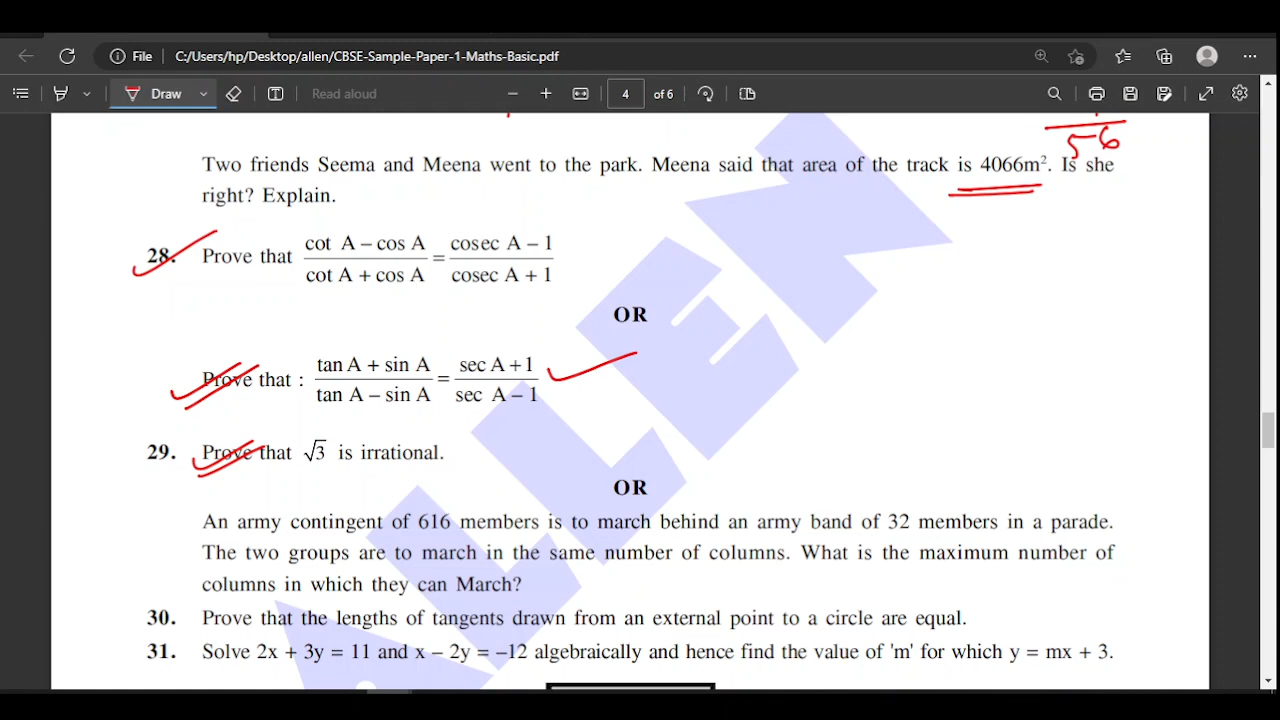 File C:/Users/hp/Desktop/allen/CBSE-Sample-Paper-1-Maths-Basic.pdf
Draw Read aloud 4 of 6
56
Two friends Seema and Meena went to the park. Meena said that area of the track is 4066m². Is she
right? Explain.
28. Prove that (cot A – cos A)/(cot A + cos A) = (cosec A – 1)/(cosec A + 1)
OR
Prove that : (tan A + sin A)/(tan A – sin A) = (sec A + 1)/(sec A – 1)
29. Prove that √3 is irrational.
OR
An army contingent of 616 members is to march behind an army band of 32 members in a parade.
The two groups are to march in the same number of columns. What is the maximum number of
columns in which they can March?
30. Prove that the lengths of tangents drawn from an external point to a circle are equal.
31. Solve 2x + 3y = 11 and x – 2y = –12 algebraically and hence find the value of 'm' for which y = mx + 3.
ALLEN